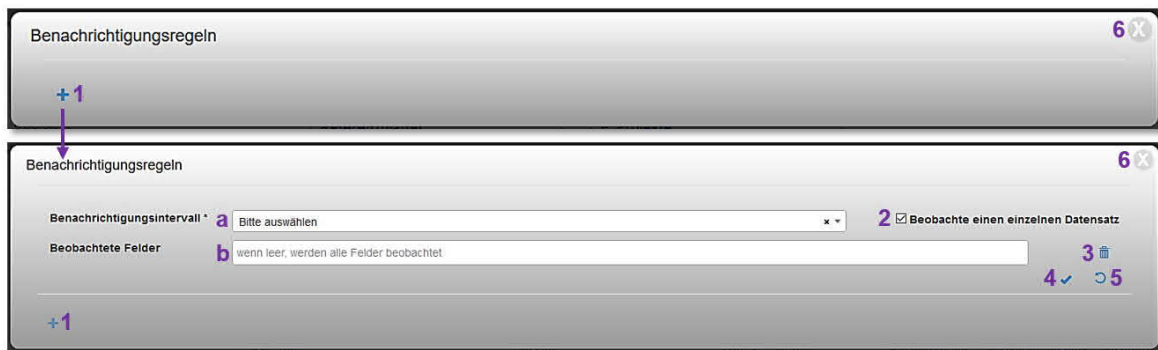 Benachrichtigungsregeln 6 X
+ 1
Benachrichtigungsregeln 6 X
Benachrichtigungsintervall * a Bitte auswählen × 2 Beobachte einen einzelnen Datensatz
Beobachtete Felder b wenn leer, werden alle Felder beobachtet
3
4 5
+ 1